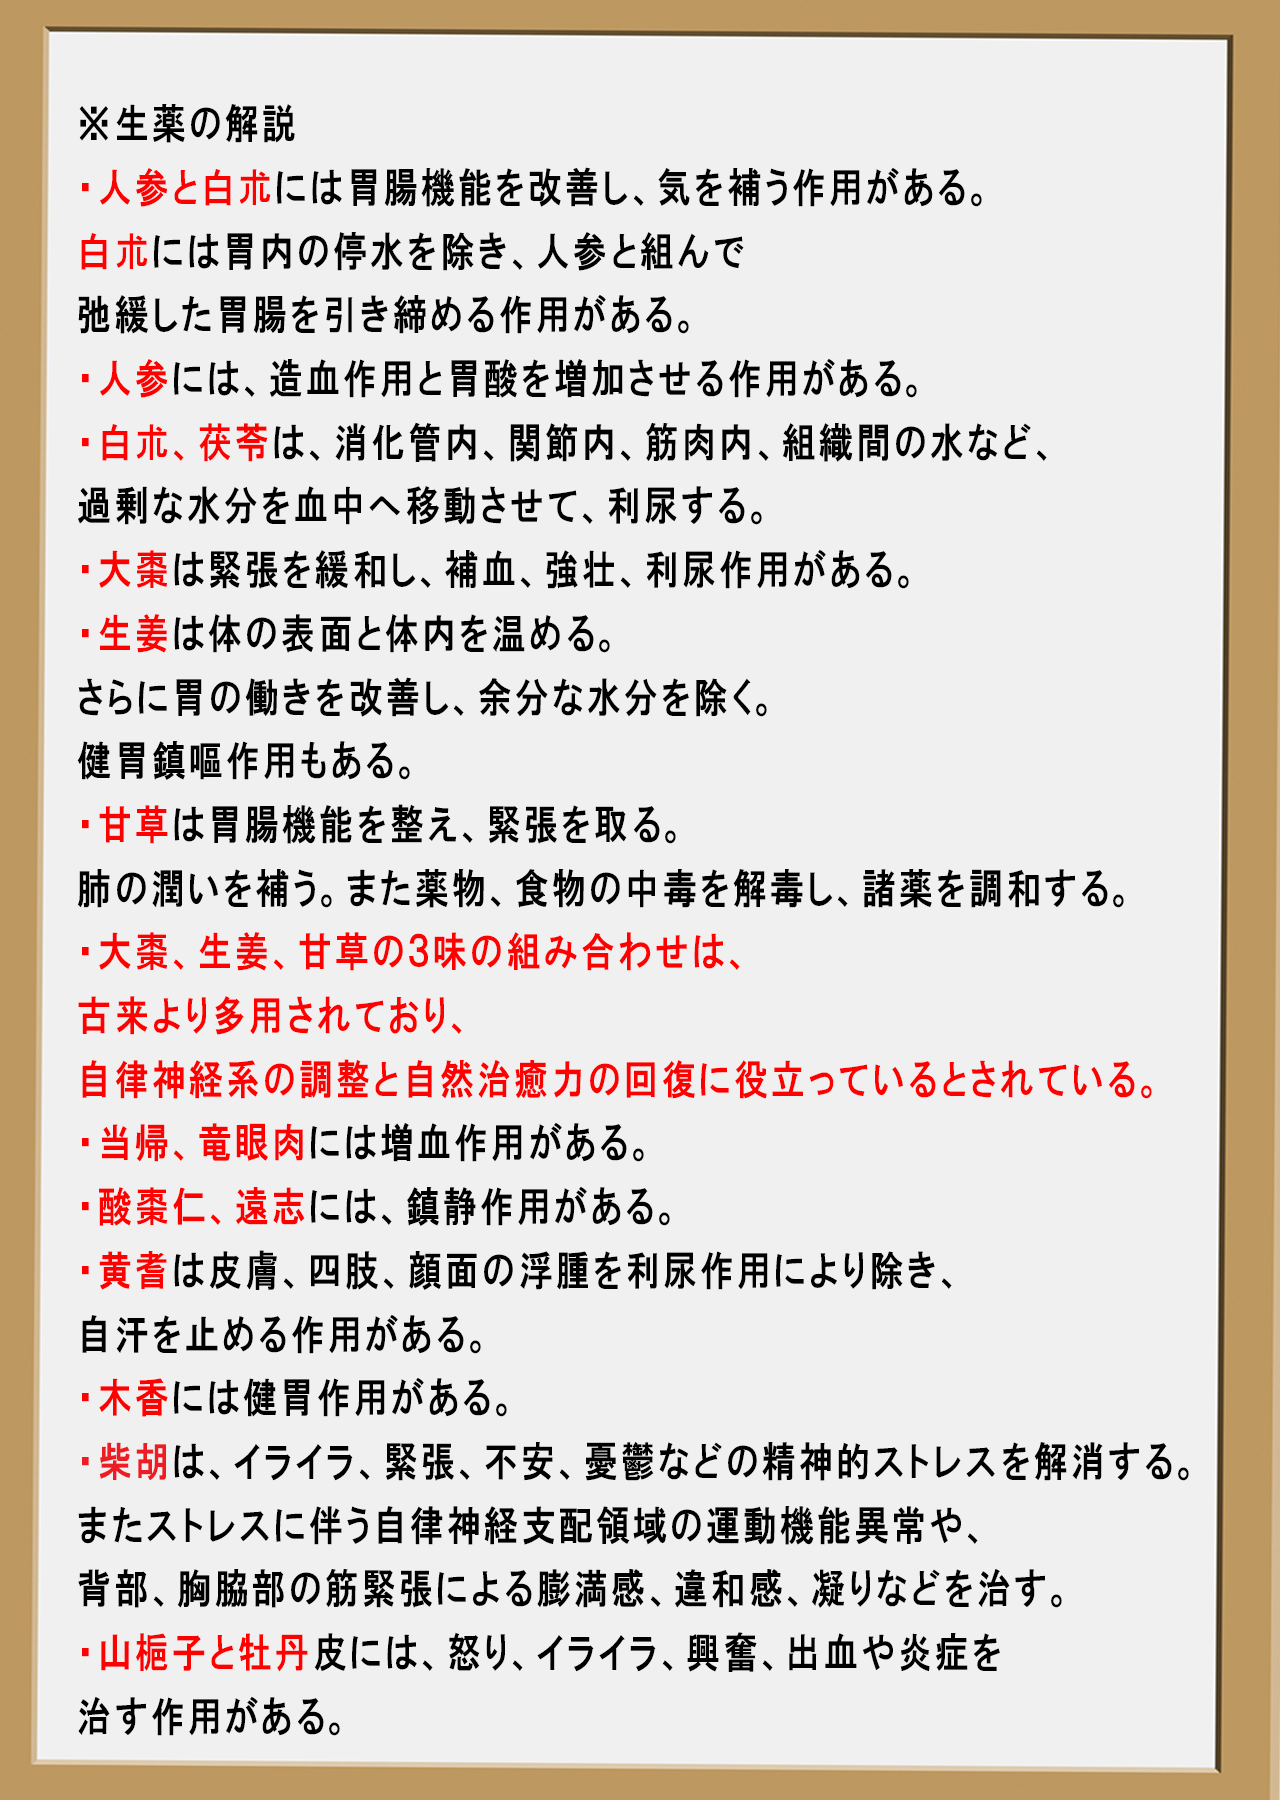 ※生薬の解説
・人参と白朮には胃腸機能を改善し、気を補う作用がある。
白朮には胃内の停水を除き、人参と組んで
弛緩した胃腸を引き締める作用がある。
・人参には、造血作用と胃酸を増加させる作用がある。
・白朮、茯苓は、消化管内、関節内、筋肉内、組織間の水など、
過剰な水分を血中へ移動させて、利尿する。
・大棗は緊張を緩和し、補血、強壮、利尿作用がある。
・生姜は体の表面と体内を温める。
さらに胃の働きを改善し、余分な水分を除く。
健胃鎮嘔作用もある。
・甘草は胃腸機能を整え、緊張を取る。
肺の潤いを補う。また薬物、食物の中毒を解毒し、諸薬を調和する。
・大棗、生姜、甘草の3味の組み合わせは、
古来より多用されており、
自律神経系の調整と自然治癒力の回復に役立っているとされている。
・当帰、竜眼肉には増血作用がある。
・酸棗仁、遠志には、鎮静作用がある。
・黄耆は皮膚、四肢、顔面の浮腫を利尿作用により除き、
自汗を止める作用がある。
・木香には健胃作用がある。
・柴胡は、イライラ、緊張、不安、憂鬱などの精神的ストレスを解消する。
またストレスに伴う自律神経支配領域の運動機能異常や、
背部、胸脇部の筋緊張による膨満感、違和感、凝りなどを治す。
・山梔子と牡丹皮には、怒り、イライラ、興奮、出血や炎症を
治す作用がある。